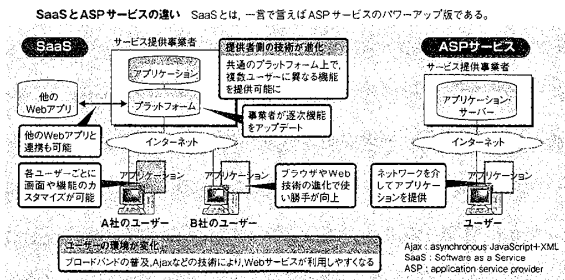 SaaSとASPサービスの違い SaaSとは、一言で言えばASPサービスのパワーアップ版である。
SaaS
サービス提供事業者
アプリケーション
プラットフォーム
他の
Webアプリ
他のWebアプリと
連携も可能
提供者側の技術が進化
共通のプラットフォーム上で、
複数ユーザーに異なる機能
を提供可能に
事業者が逐次機能
をアップデート
インターネット
各ユーザーごとに
画面や機能のカ
スタマイズが可能
アプリケーション
アプリケーション
ブラウザやWeb
技術の進化で使
い勝手が向上
A社のユーザー
B社のユーザー
ユーザーの環境が変化
ブロードバンドの普及、Ajaxなどの技術により、Webサービスが利用しやすくなる
ASPサービス
サービス提供事業者
アプリケーション・
サーバー
インターネット
ネットワークを介
してアプリケー
ションを提供
アプリケーション
ユーザー
Ajax : asynchronous JavaScript+XML
SaaS : Software as a Service
ASP : application service provider